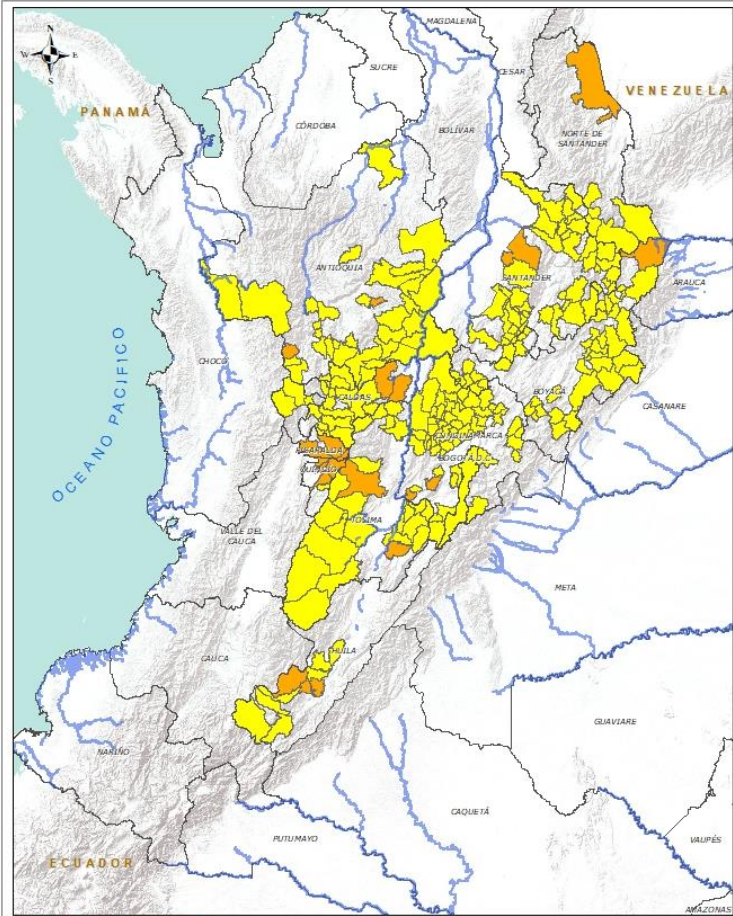 MAGDALENA
N
W E
S
SUCRE
CESAR
VENEZUELA
PANAMÁ
CÓRDOBA
BOLÍVAR
NORTE DE
SANTANDER
ANTIOQUIA
SANTANDER
ARAUCA
CHOCÓ
CALDAS
BOYACÁ
CASANARE
CUNDINAMARCA
RISARALDA
BOGOTÁ, D.C.
QUINDÍO
OCEANO PACIFICO
TOLIMA
VALLE DEL
CAUCA
META
CAUCA
HUILA
GUAVIARE
NARIÑO
CAQUETÁ
PUTUMAYO
VAUPÉS
ECUADOR
AMAZONAS